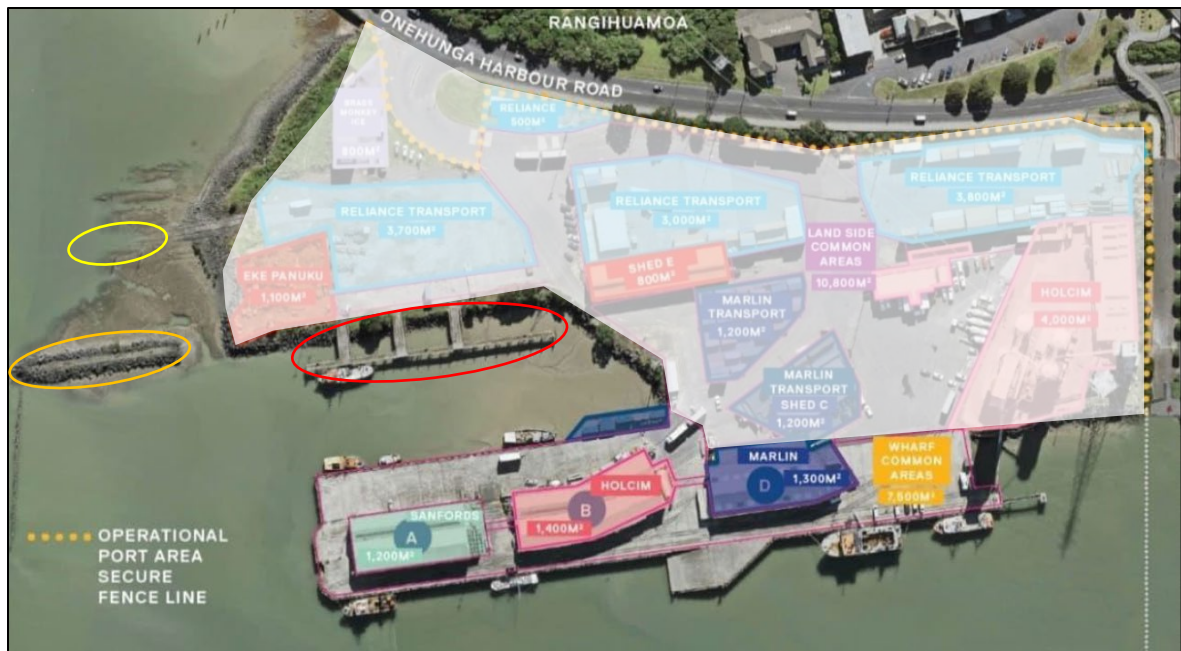 RANGIHUAMOA
ONEHUNGA HARBOUR ROAD
RELIANCE
500M²
800M²
RELIANCE TRANSPORT
3,700M²
RELIANCE TRANSPORT
3,000M²
RELIANCE TRANSPORT
3,800M²
LAND SIDE
COMMON
AREAS
10,800M²
EKE PANUKU
1,100M²
SHED E
800M²
MARLIN
TRANSPORT
1,200M²
HOLCIM
4,000M²
MARLIN
TRANSPORT
SHED C
1,200M²
MARLIN
D
1,300M²
WHARF
COMMON
AREAS
7,500M²
HOLCIM
B
1,400M²
SANFORDS
A
1,200M²
OPERATIONAL
PORT AREA
SECURE
FENCE LINE